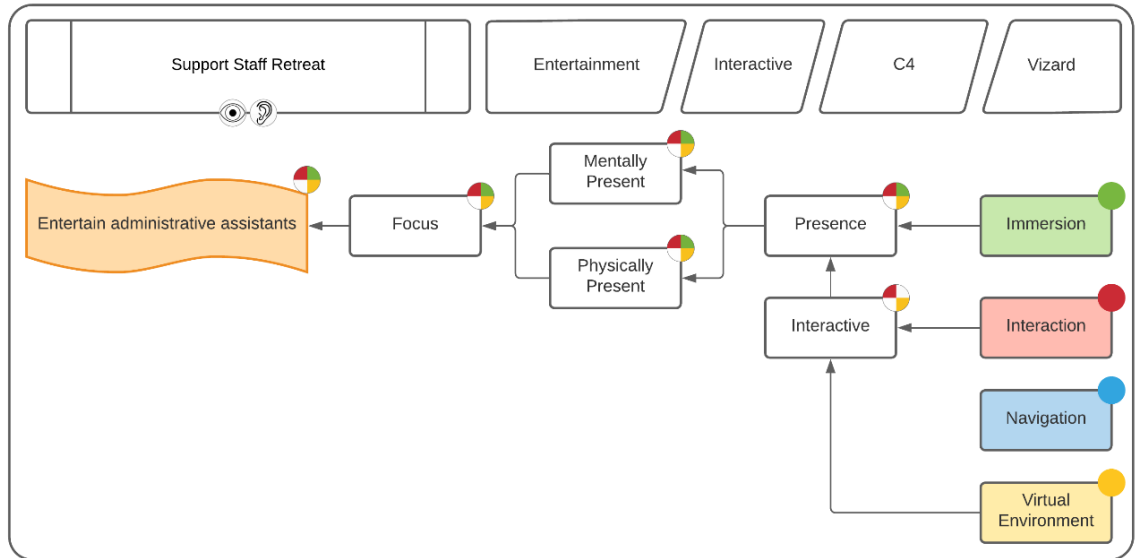 Support Staff Retreat
Entertainment
Interactive
C4
Vizard
Mentally
Present
Entertain administrative assistants
Focus
Presence
Immersion
Physically
Present
Interactive
Interaction
Navigation
Virtual
Environment